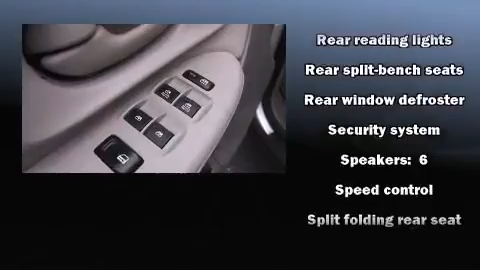 Rear reading lights
Rear split-bench seats
Rear window defroster
Security system
Speakers: 6
Speed control
Split folding rear seat